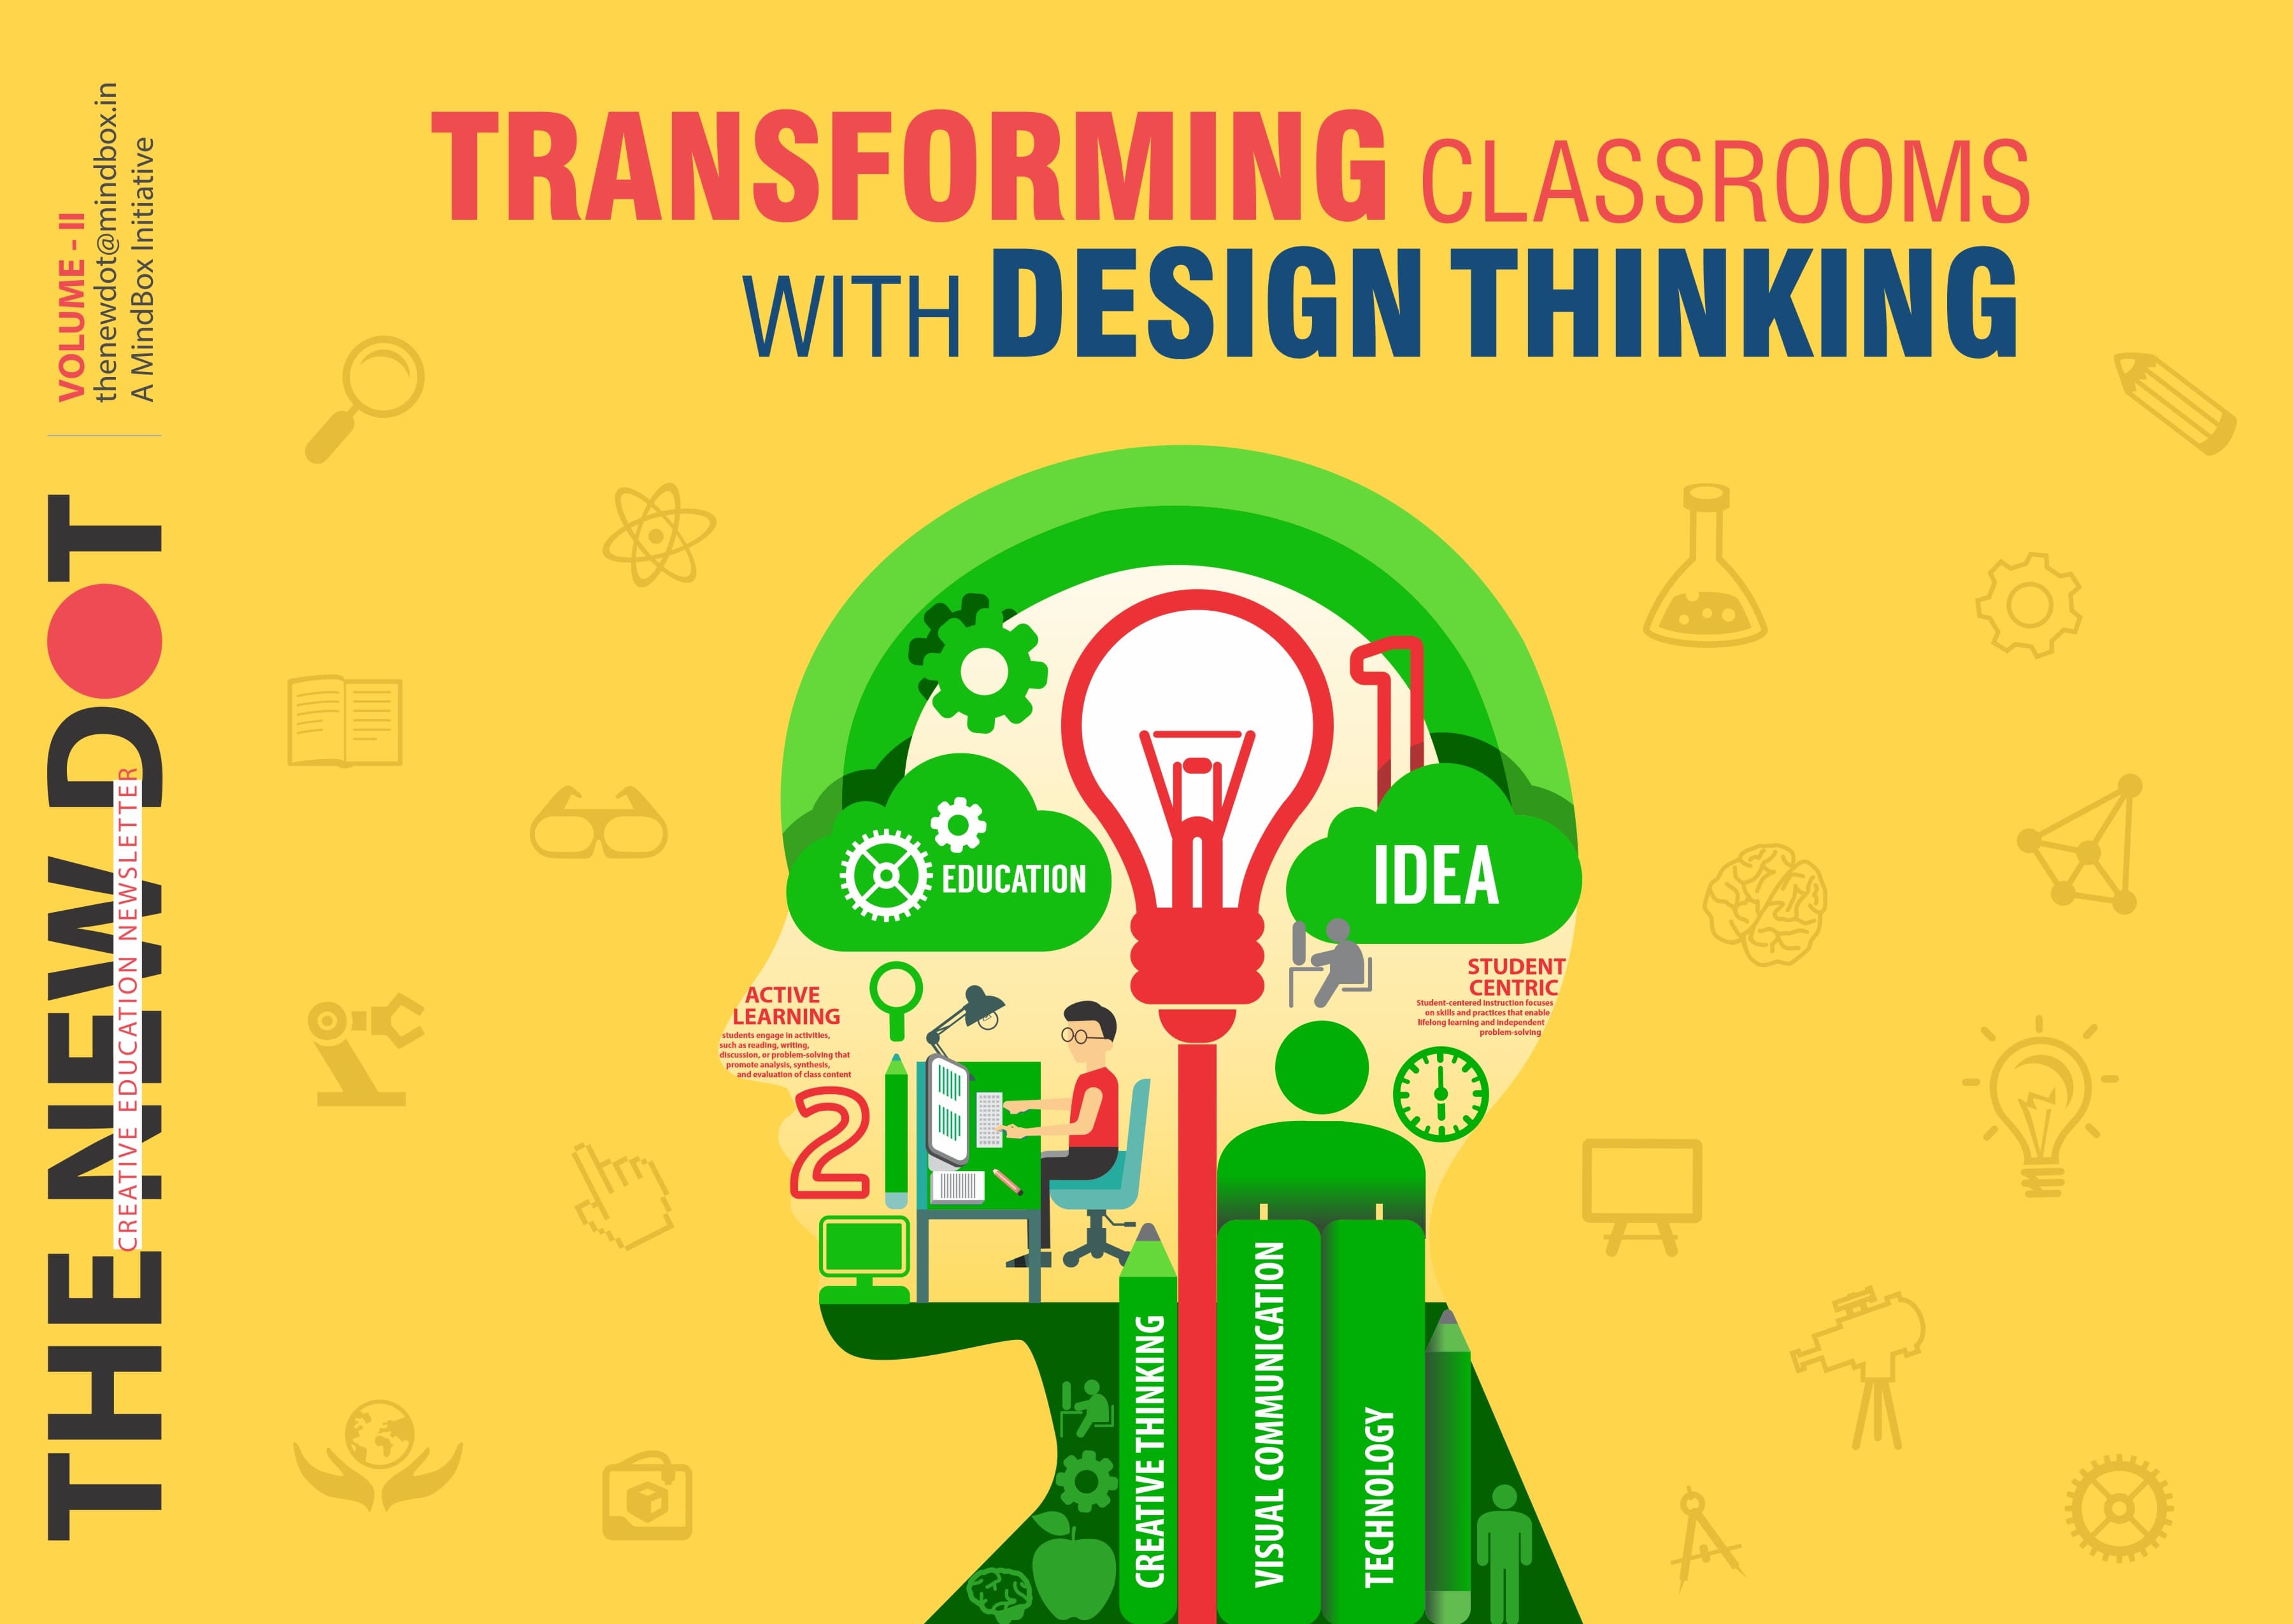 TRANSFORMING CLASSROOMS
WITH DESIGN THINKING
VOLUME - II
thenewdot@mindbox.in
A MindBox Initiative
THE NEW DOT
CREATIVE EDUCATION NEWSLETTER
1
EDUCATION
IDEA
ACTIVE
LEARNING
students engage in activities,
such as reading, writing,
discussion, or problem-solving that
promote analysis, synthesis,
and evaluation of class content
STUDENT
CENTRIC
Student-centered instruction focuses
on skills and practices that enable
lifelong learning and independent
problem-solving
2
CREATIVE THINKING
VISUAL COMMUNICATION
TECHNOLOGY